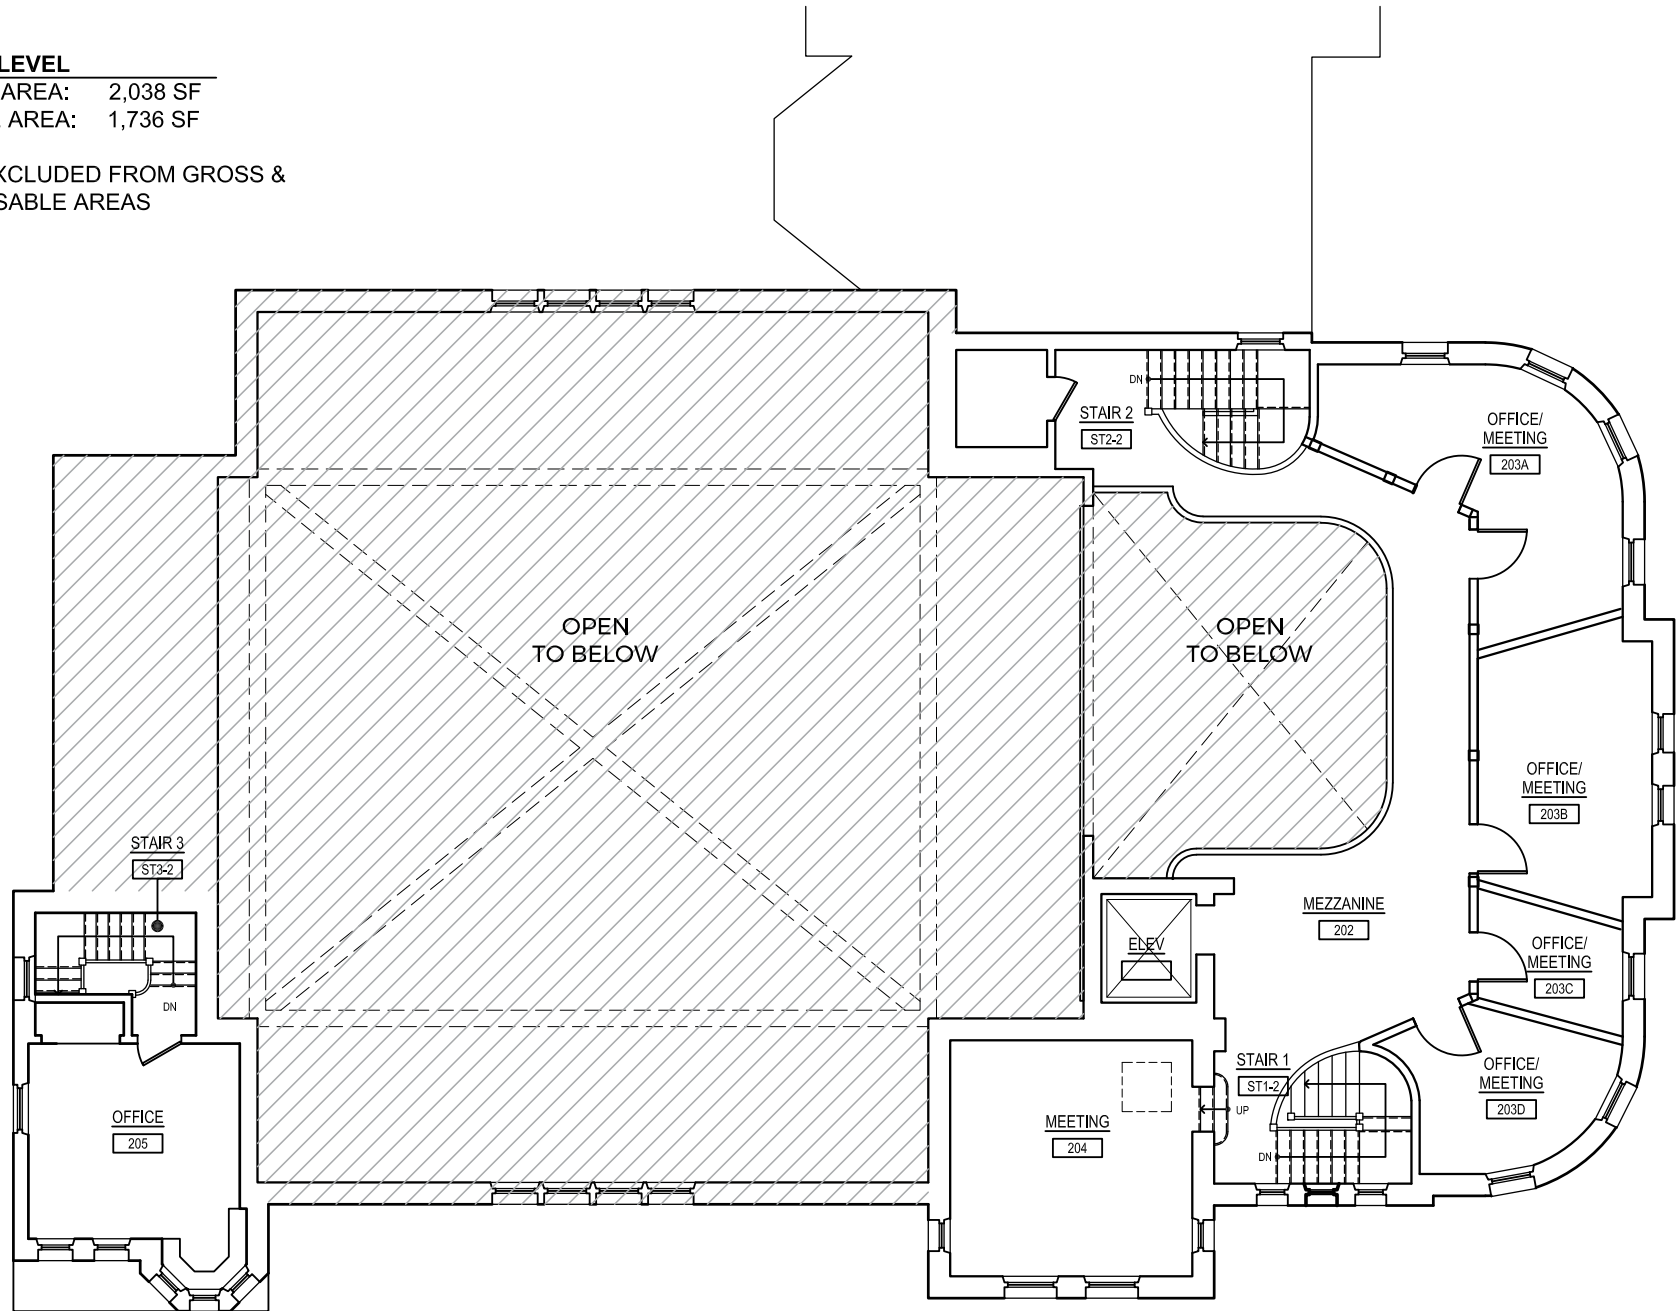 LEVEL
AREA: 2,038 SF
AREA: 1,736 SF
XCLUDED FROM GROSS &
SABLE AREAS
DN
STAIR 2
ST2-2
OFFICE/
MEETING
203A
OPEN
TO BELOW
OPEN
TO BELOW
OFFICE/
MEETING
203B
STAIR 3
ST3-2
DN
MEZZANINE
202
ELEV
OFFICE/
MEETING
203C
STAIR 1
ST1-2
UP
DN
OFFICE/
MEETING
203D
OFFICE
205
MEETING
204